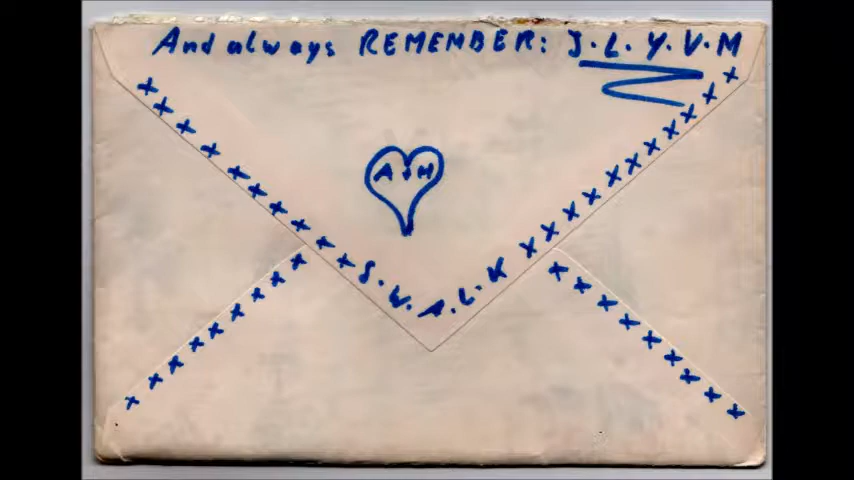 And always REMEMBER: J.L.Y.V.M
A + M
x x x x x x x x x x x S.W.A.L.K x x x x x x x x x x x
x x x x x x x x x
x x x x x x x x x